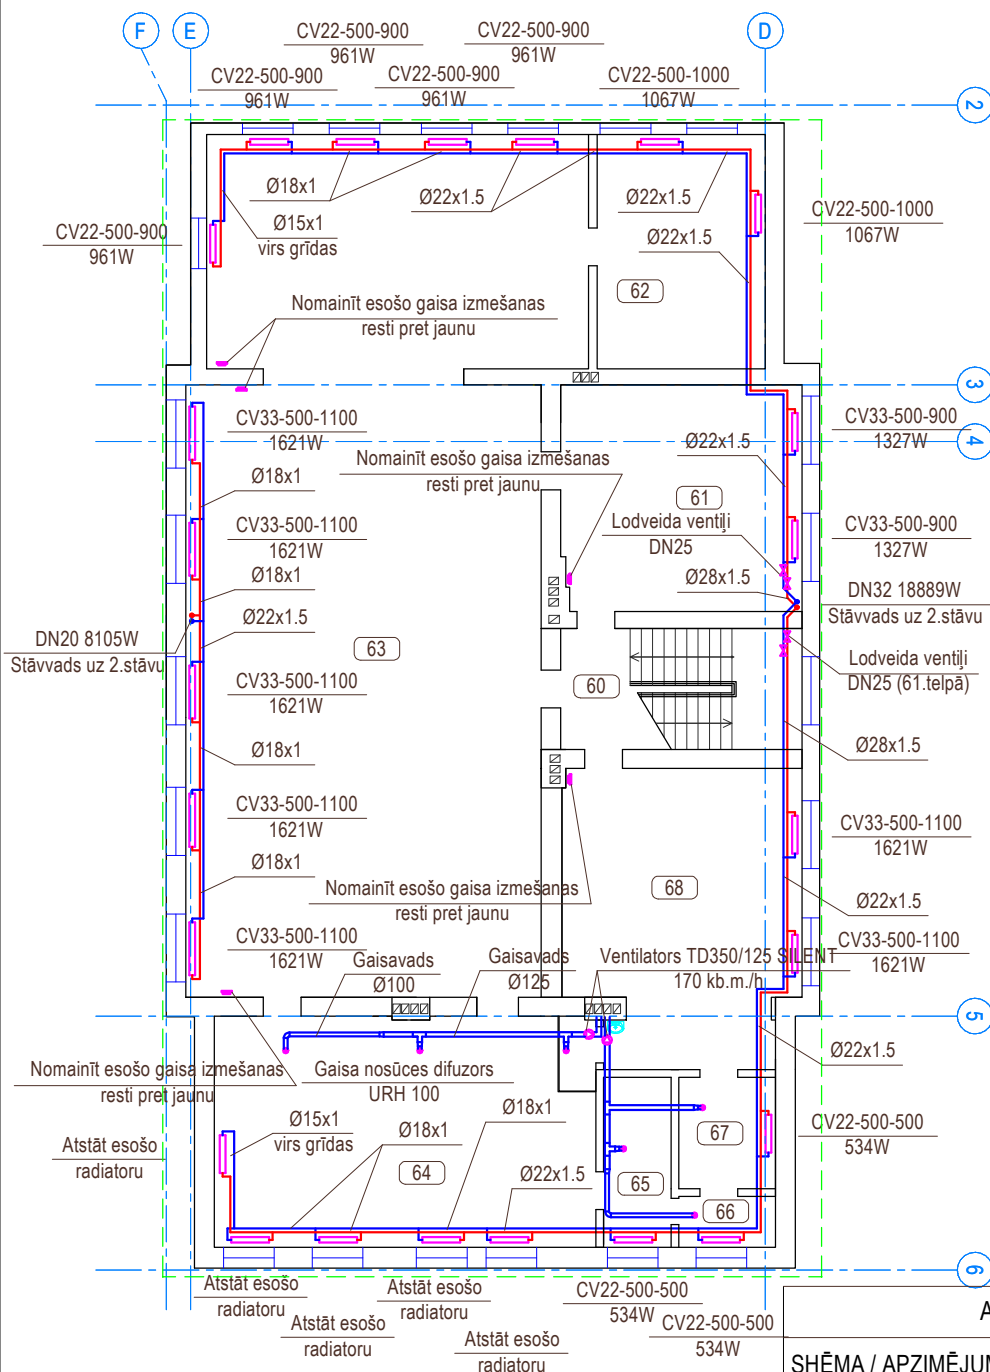 F
E
D
CV22-500-900
961W
CV22-500-900
961W
CV22-500-900
961W
CV22-500-900
961W
CV22-500-1000
1067W
2
Ø18x1
Ø22x1.5
Ø22x1.5
Ø15x1
virs grīdas
CV22-500-900
961W
CV22-500-1000
1067W
Ø22x1.5
62
Nomainīt esošo gaisa izmešanas
resti pret jaunu
3
4
CV33-500-1100
1621W
CV33-500-900
1327W
Ø22x1.5
Nomainīt esošo gaisa izmešanas
resti pret jaunu
Ø18x1
61
CV33-500-1100
1621W
Lodveida ventiļi
DN25
CV33-500-900
1327W
Ø18x1
Ø28x1.5
DN32 18889W
Stāvvads uz 2.stāvu
Ø22x1.5
DN20 8105W
Stāvvads uz 2.stāvu
63
Lodveida ventiļi
DN25 (61.telpā)
CV33-500-1100
1621W
60
Ø18x1
Ø28x1.5
CV33-500-1100
1621W
CV33-500-1100
1621W
Ø18x1
Nomainīt esošo gaisa izmešanas
resti pret jaunu
68
Ø22x1.5
CV33-500-1100
1621W
CV33-500-1100
1621W
Gaisavads
Ø100
Gaisavads
Ø125
Ventilators TD350/125 SILENT
170 kb.m./h
5
Ø22x1.5
Nomainīt esošo gaisa izmešanas
resti pret jaunu
Gaisa nosūces difuzors
URH 100
Ø15x1
virs grīdas
Ø18x1
Ø18x1
CV22-500-500
534W
67
Atstāt esošo
radiatoru
64
Ø22x1.5
65
66
6
Atstāt esošo
radiatoru
Atstāt esošo
radiatoru
Atstāt esošo
radiatoru
Atstāt esošo
radiatoru
CV22-500-500
534W
CV22-500-500
534W
A
SHĒMA / APZĪMĒJUM